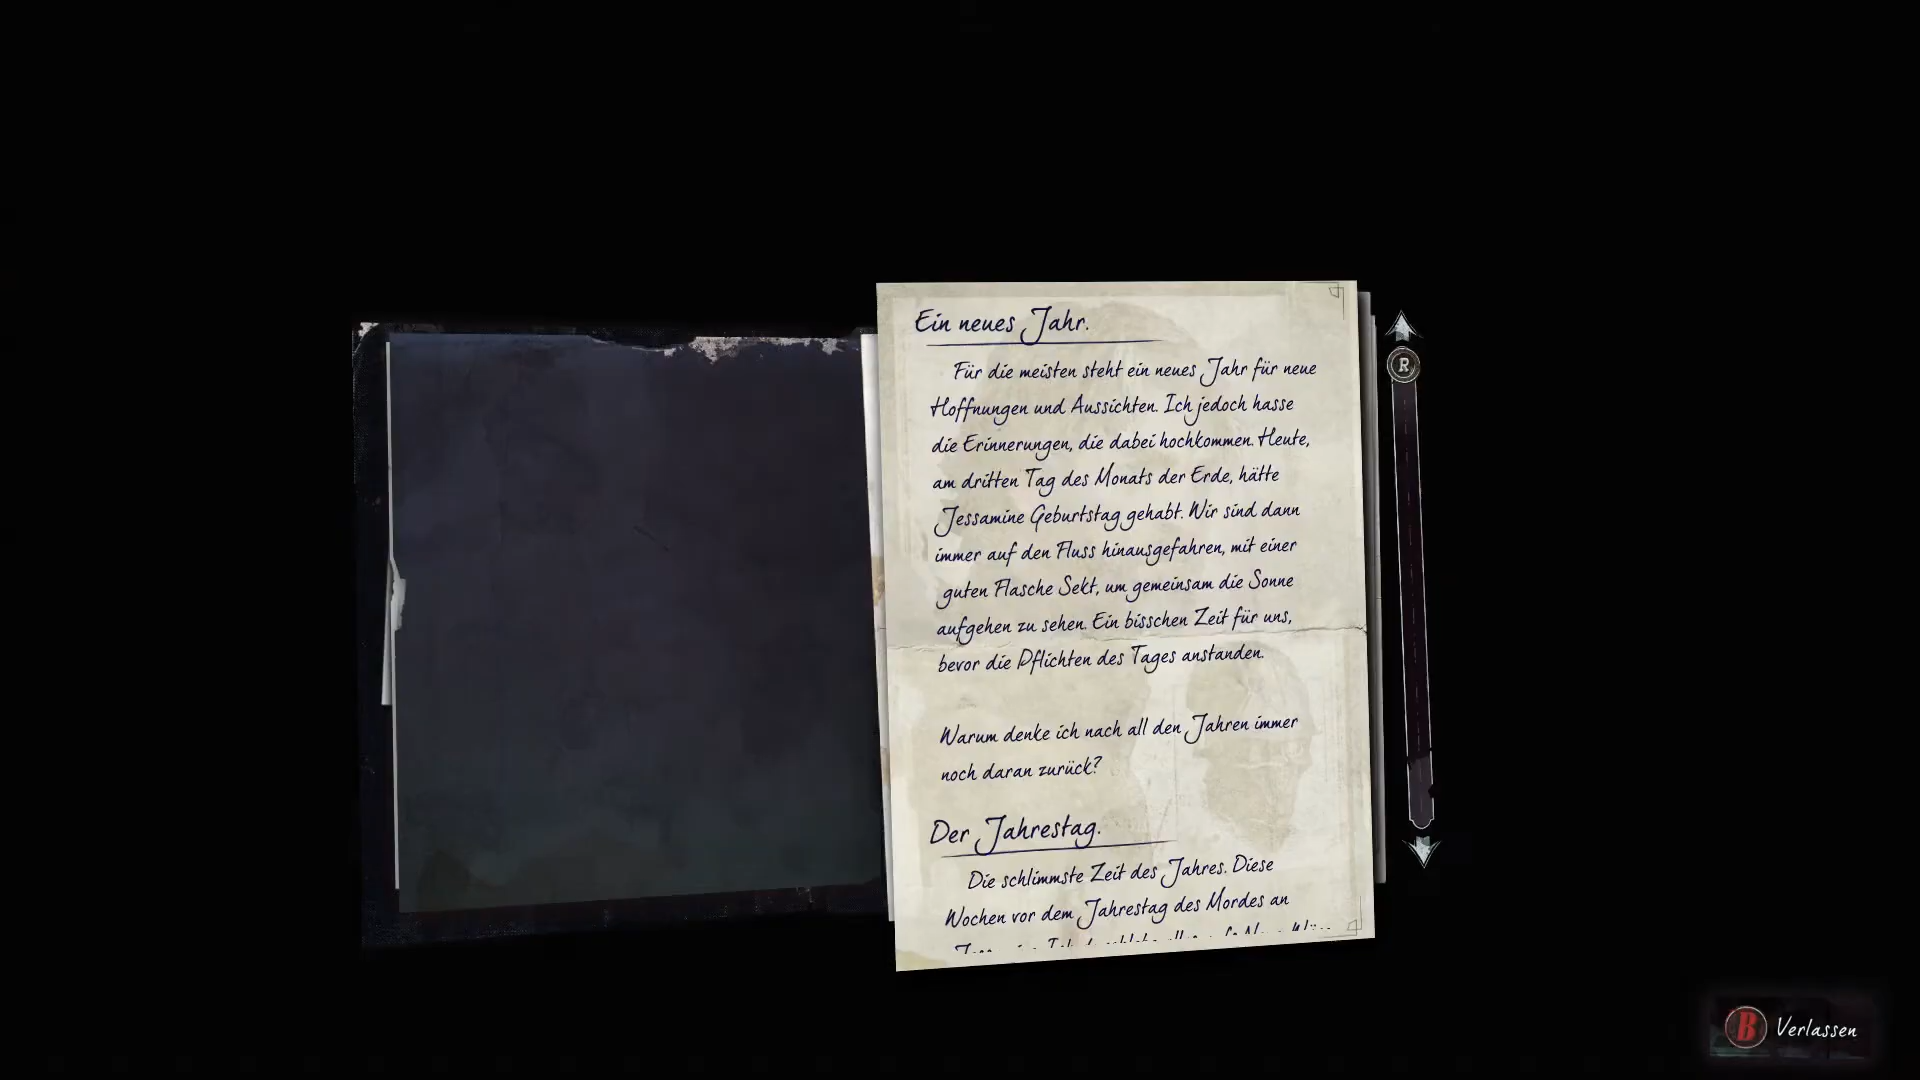 Ein neues Jahr.
Für die meisten steht ein neues Jahr für neue
Hoffnungen und Aussichten. Ich jedoch hasse
die Erinnerungen, die dabei hochkommen. Heute,
am dritten Tag des Monats der Erde, hätte
Jessamine Geburtstag gehabt. Wir sind dann
immer auf den Fluss hinausgefahren, mit einer
guten Flasche Sekt, um gemeinsam die Sonne
aufgehen zu sehen. Ein bisschen Zeit für uns,
bevor die Pflichten des Tages anstanden.
Warum denke ich nach all den Jahren immer
noch daran zurück?
Der Jahrestag.
Die schlimmste Zeit des Jahres. Diese
Wochen vor dem Jahrestag des Mordes an
R
B Verlassen